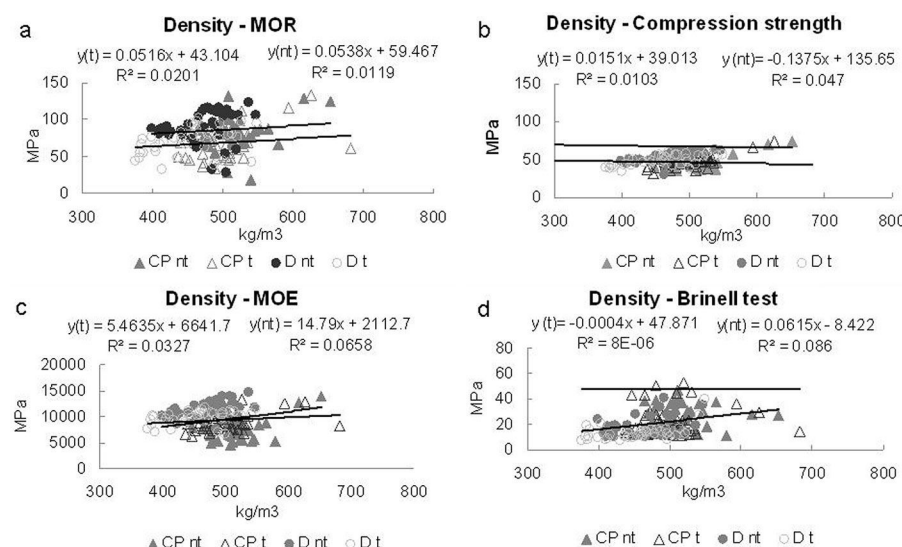 a
Density - MOR
y(t) = 0.0516x + 43.104
R² = 0.0201
y(nt) = 0.0538x + 59.467
R² = 0.0119
150
100
50
0
MPa
300 400 500 600 700 800
kg/m3
CP nt CP t D nt D t
b
Density - Compression strength
y(t) = 0.0151x + 39.013
R² = 0.0103
y(nt)= -0.1375x + 135.65
R² = 0.047
150
100
50
0
MPa
300 400 500 600 700 800
kg/m3
CP nt CP t D nt D t
c
Density - MOE
y(t) = 5.4635x + 6641.7
R² = 0.0327
y(nt) = 14.79x + 2112.7
R² = 0.0658
20000
15000
10000
5000
0
MPa
300 400 500 600 700 800
kg/m3
CP nt CP t D nt D t
d
Density - Brinell test
y (t)= -0.0004x + 47.871
R² = 8E-06
y(nt) = 0.0615x - 8.422
R² = 0.086
60
40
20
0
MPa
300 400 500 600 700 800
kg/m3
CP nt CP t D nt D t